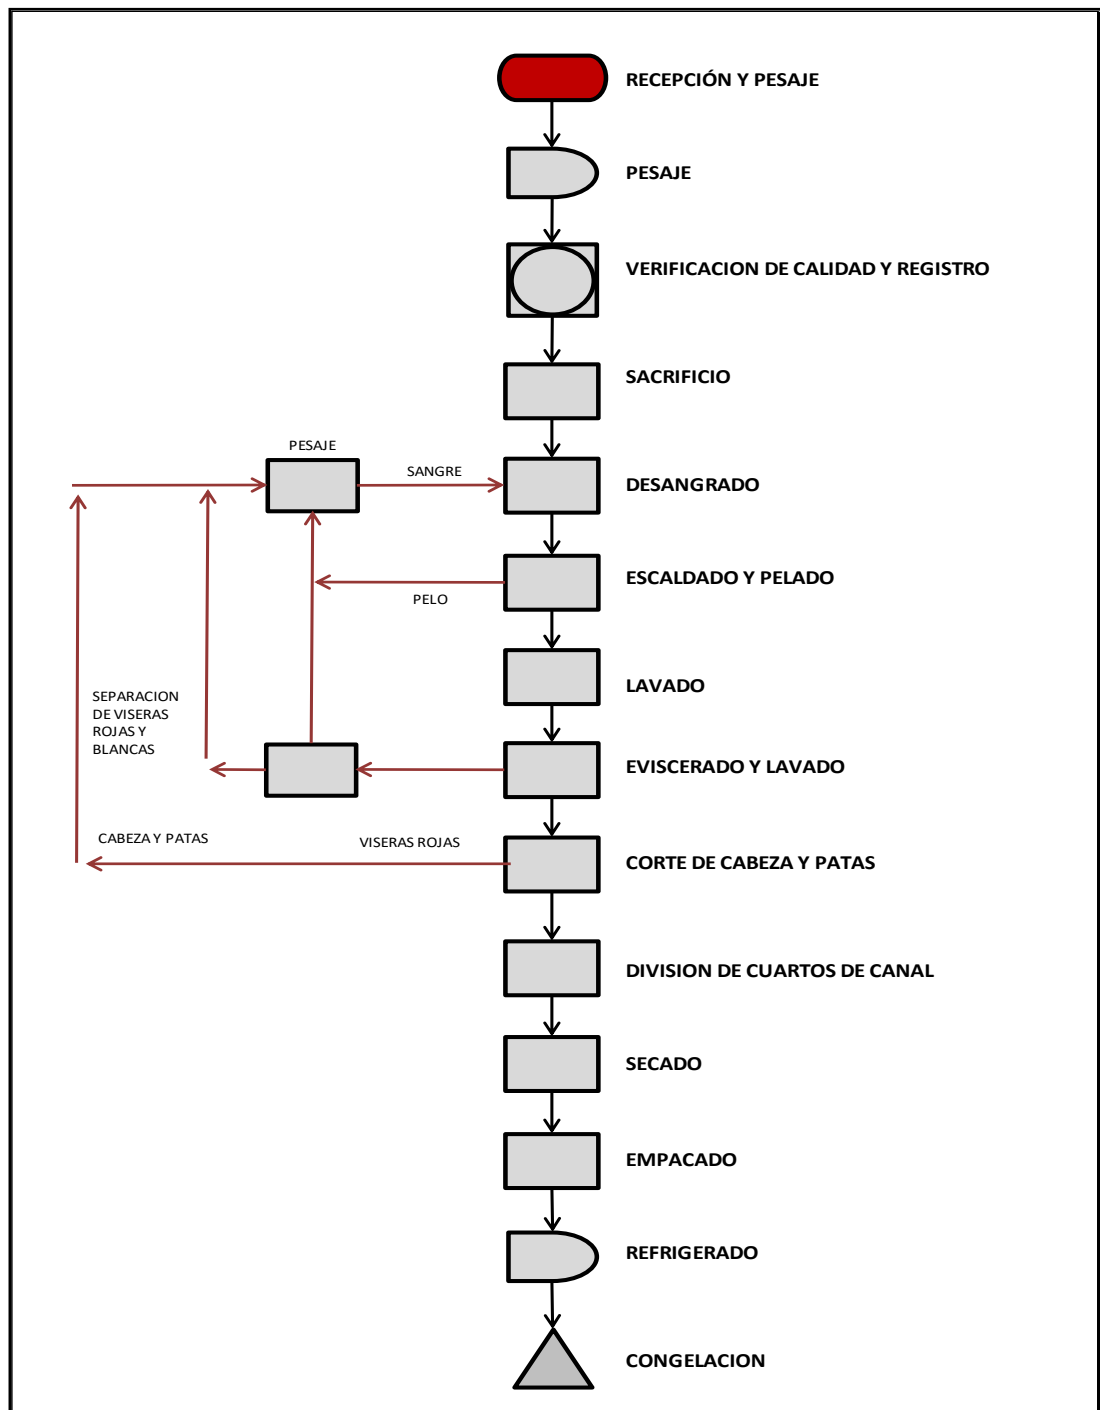 RECEPCIÓN Y PESAJE
PESAJE
VERIFICACION DE CALIDAD Y REGISTRO
SACRIFICIO
PESAJE
SANGRE
DESANGRADO
ESCALDADO Y PELADO
PELO
LAVADO
SEPARACION
DE VISERAS
ROJAS Y
BLANCAS
EVISCERADO Y LAVADO
CABEZA Y PATAS
VISERAS ROJAS
CORTE DE CABEZA Y PATAS
DIVISION DE CUARTOS DE CANAL
SECADO
EMPACADO
REFRIGERADO
CONGELACION